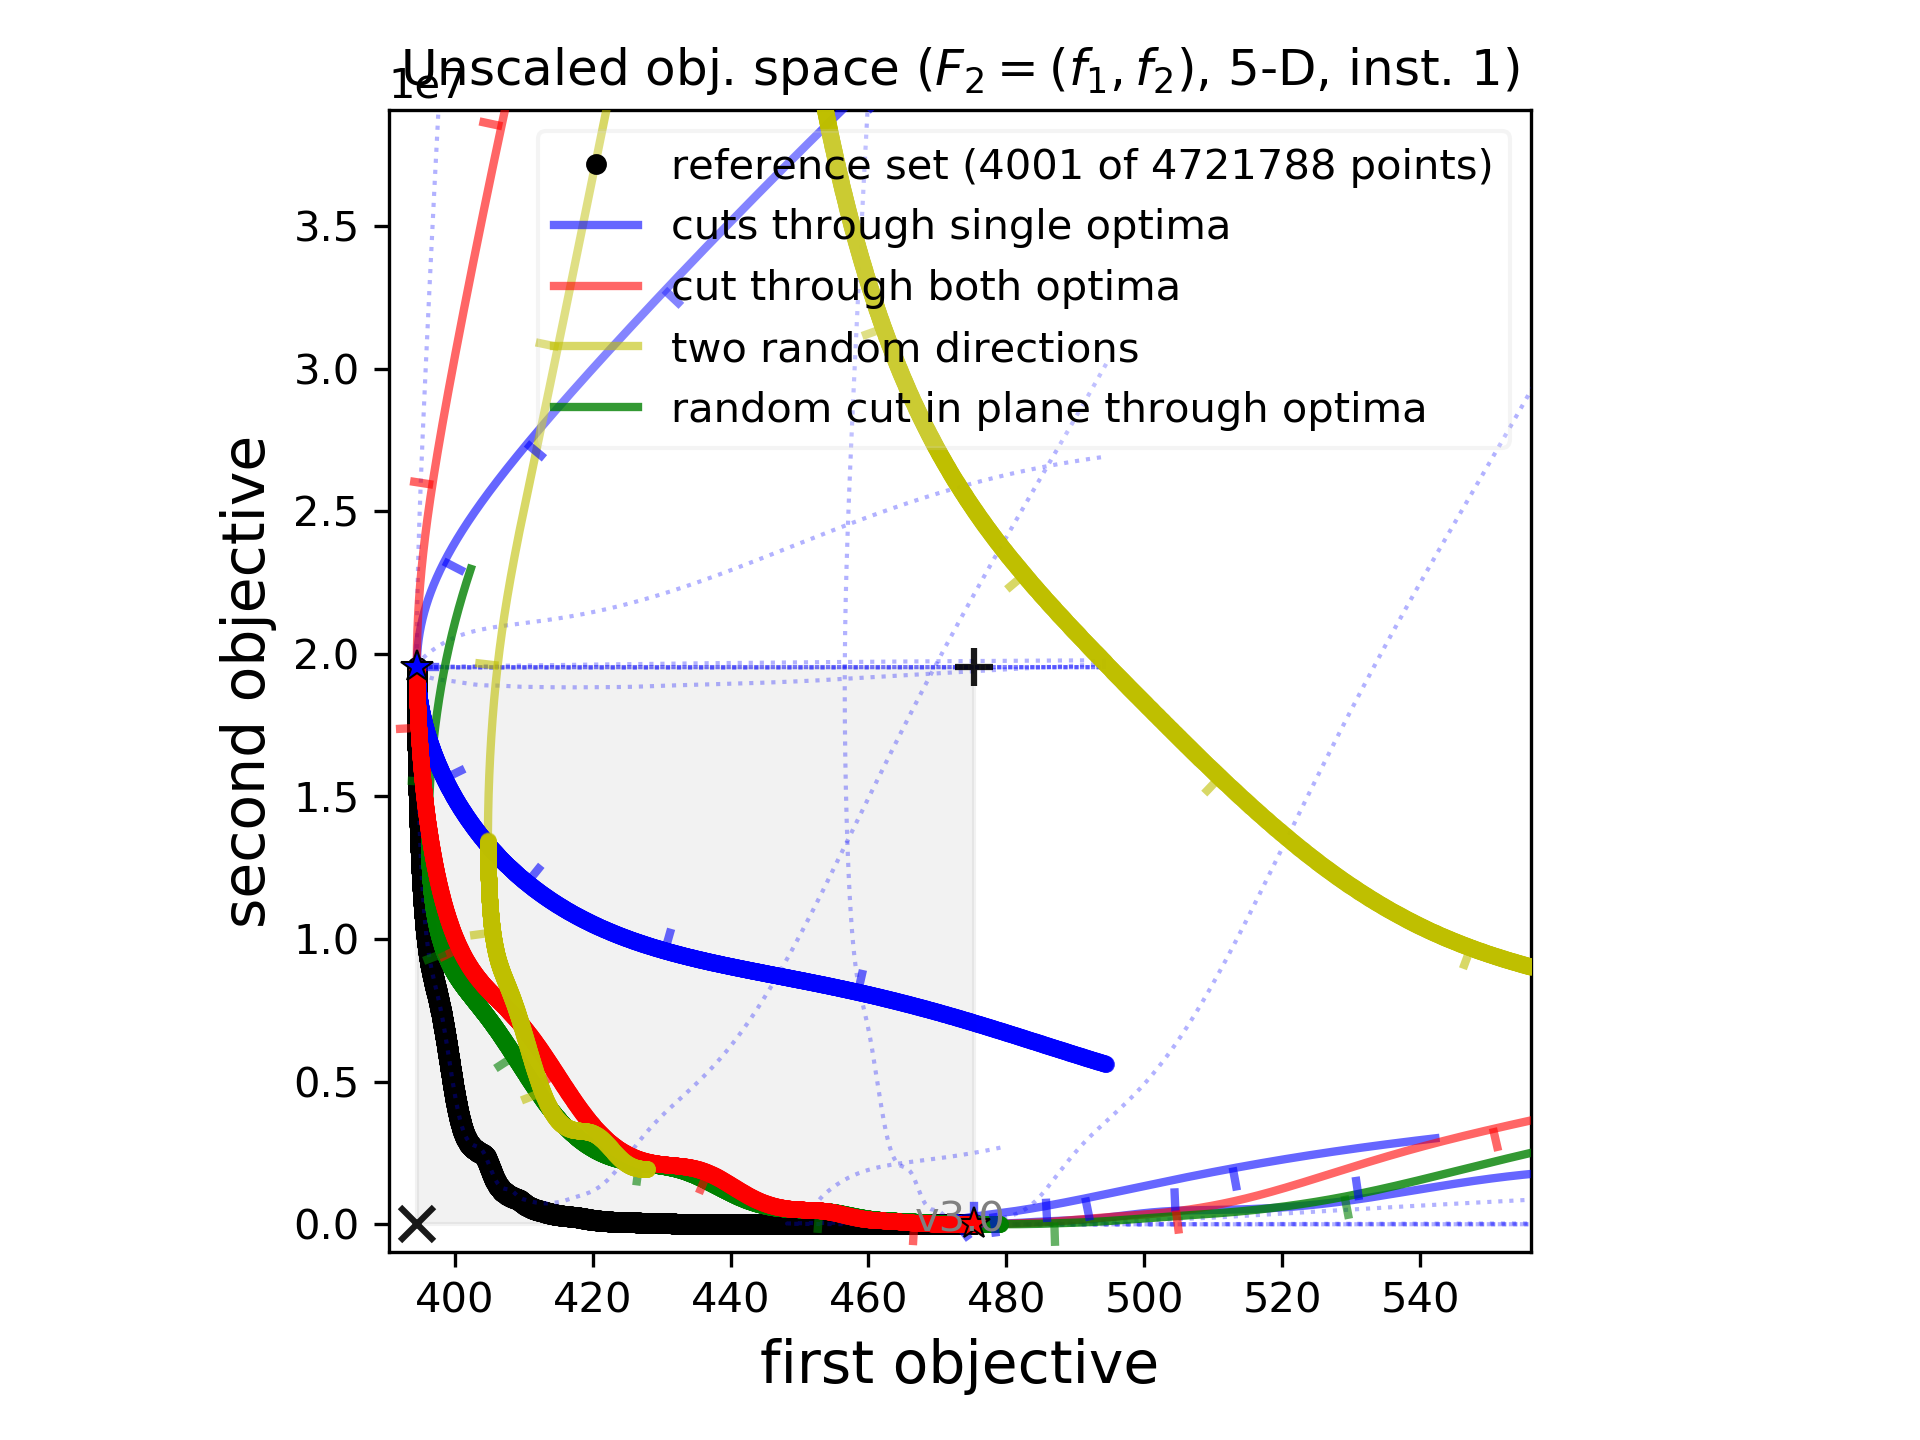 Unscaled obj. space (F₂ = (f₁, f₂), 5-D, inst. 1)
1e7
reference set (4001 of 4721788 points)
cuts through single optima
cut through both optima
two random directions
random cut in plane through optima
3.5
3.0
2.5
2.0
1.5
1.0
0.5
0.0
second objective
v3.0
400 420 440 460 480 500 520 540
first objective